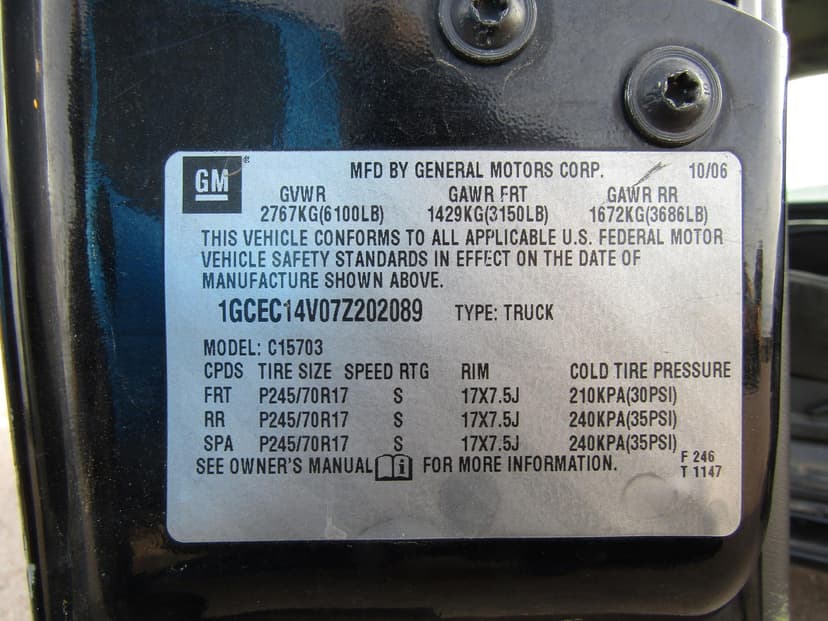 GM® MFD BY GENERAL MOTORS CORP. 10/06
GVWR GAWR FRT GAWR RR
2767KG(6100LB) 1429KG(3150LB) 1672KG(3686LB)
THIS VEHICLE CONFORMS TO ALL APPLICABLE U.S. FEDERAL MOTOR
VEHICLE SAFETY STANDARDS IN EFFECT ON THE DATE OF
MANUFACTURE SHOWN ABOVE.
1GCEC14V07Z202089 TYPE: TRUCK
MODEL: C15703
CPDS TIRE SIZE SPEED RTG RIM COLD TIRE PRESSURE
FRT P245/70R17 S 17X7.5J 210KPA(30PSI)
RR P245/70R17 S 17X7.5J 240KPA(35PSI)
SPA P245/70R17 S 17X7.5J 240KPA(35PSI)
SEE OWNER'S MANUAL i FOR MORE INFORMATION. F 246
T 1147